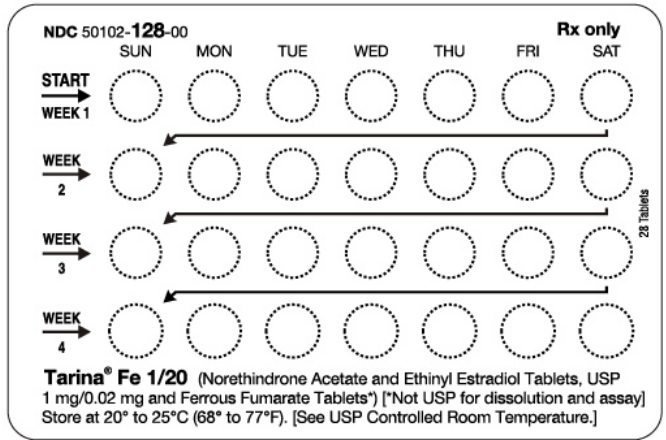 NDC 50102-128-00 Rx only
SUN MON TUE WED THU FRI SAT
START
WEEK 1
WEEK
2
WEEK
3
WEEK
4
28 Tablets
Tarina® Fe 1/20 (Norethindrone Acetate and Ethinyl Estradiol Tablets, USP
1 mg/0.02 mg and Ferrous Fumarate Tablets*) [*Not USP for dissolution and assay]
Store at 20° to 25°C (68° to 77°F). [See USP Controlled Room Temperature.]